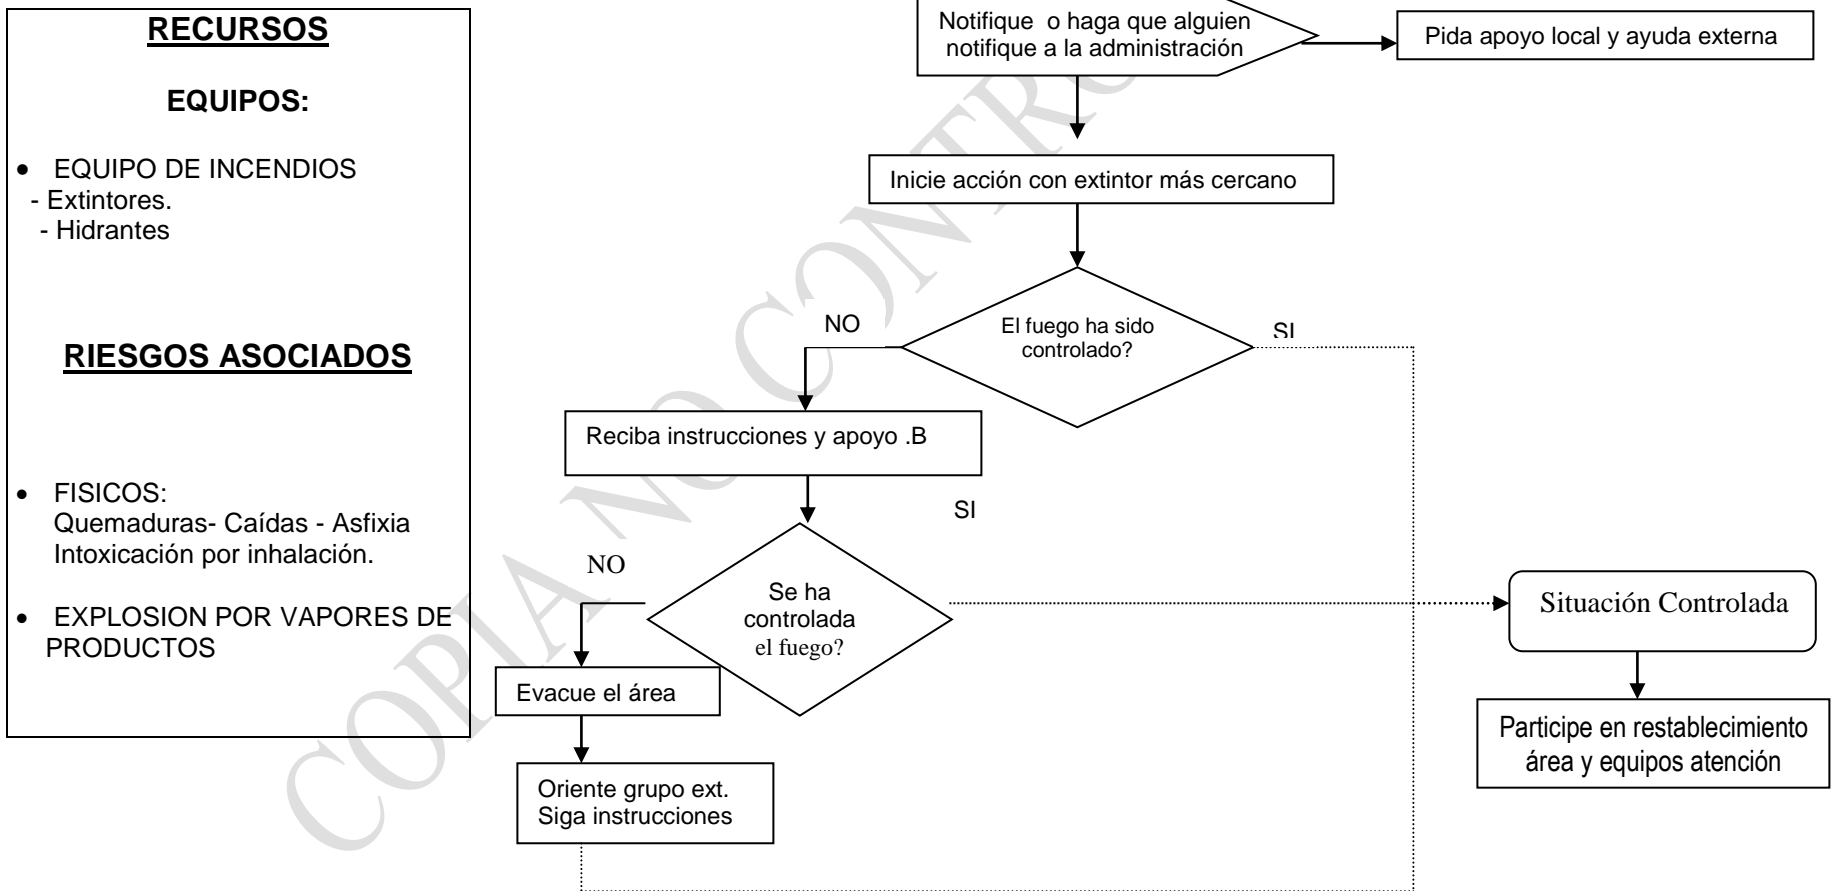 RECURSOS
EQUIPOS:
• EQUIPO DE INCENDIOS
- Extintores.
- Hidrantes
RIESGOS ASOCIADOS
• FISICOS:
Quemaduras- Caídas - Asfixia
Intoxicación por inhalación.
• EXPLOSION POR VAPORES DE
PRODUCTOS
Notifique o haga que alguien
notifique a la administración
Pida apoyo local y ayuda externa
Inicie acción con extintor más cercano
El fuego ha sido
controlado?
NO
SI
Reciba instrucciones y apoyo .B
SI
NO
Se ha
controlada
el fuego?
Situación Controlada
Evacue el área
Participe en restablecimiento
área y equipos atención
Oriente grupo ext.
Siga instrucciones
COPIA NO CONTRO